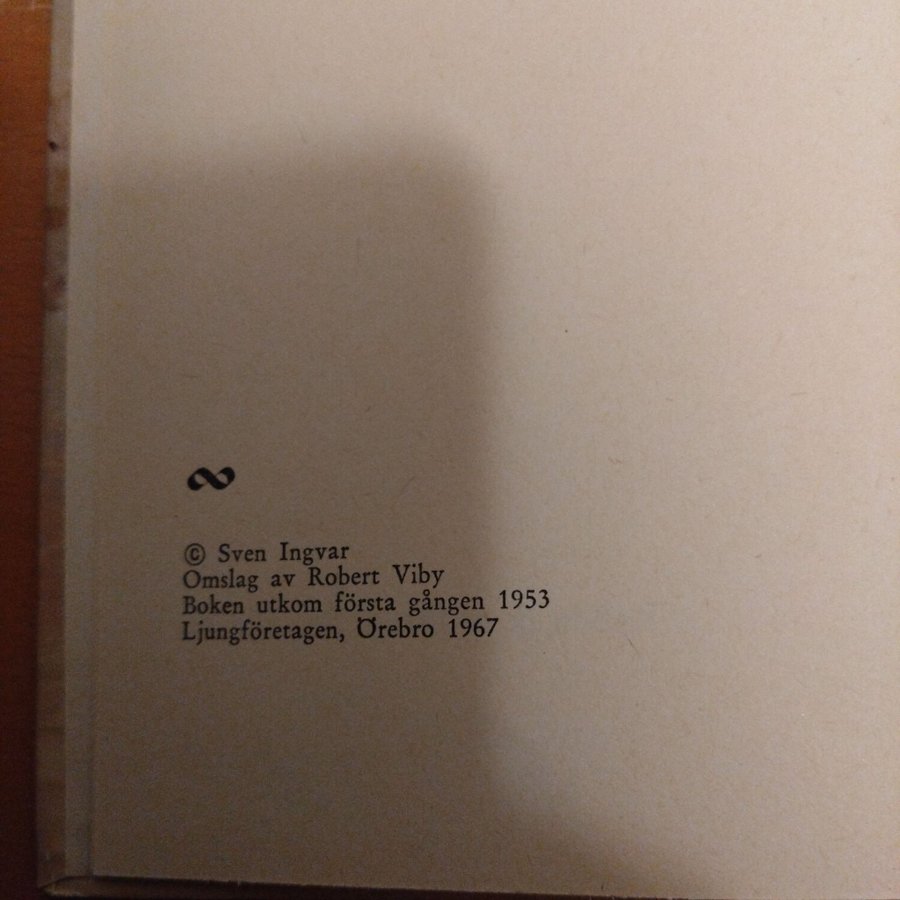 © Sven Ingvar
Omslag av Robert Viby
Boken utkom första gången 1953
Ljungföretagen, Örebro 1967